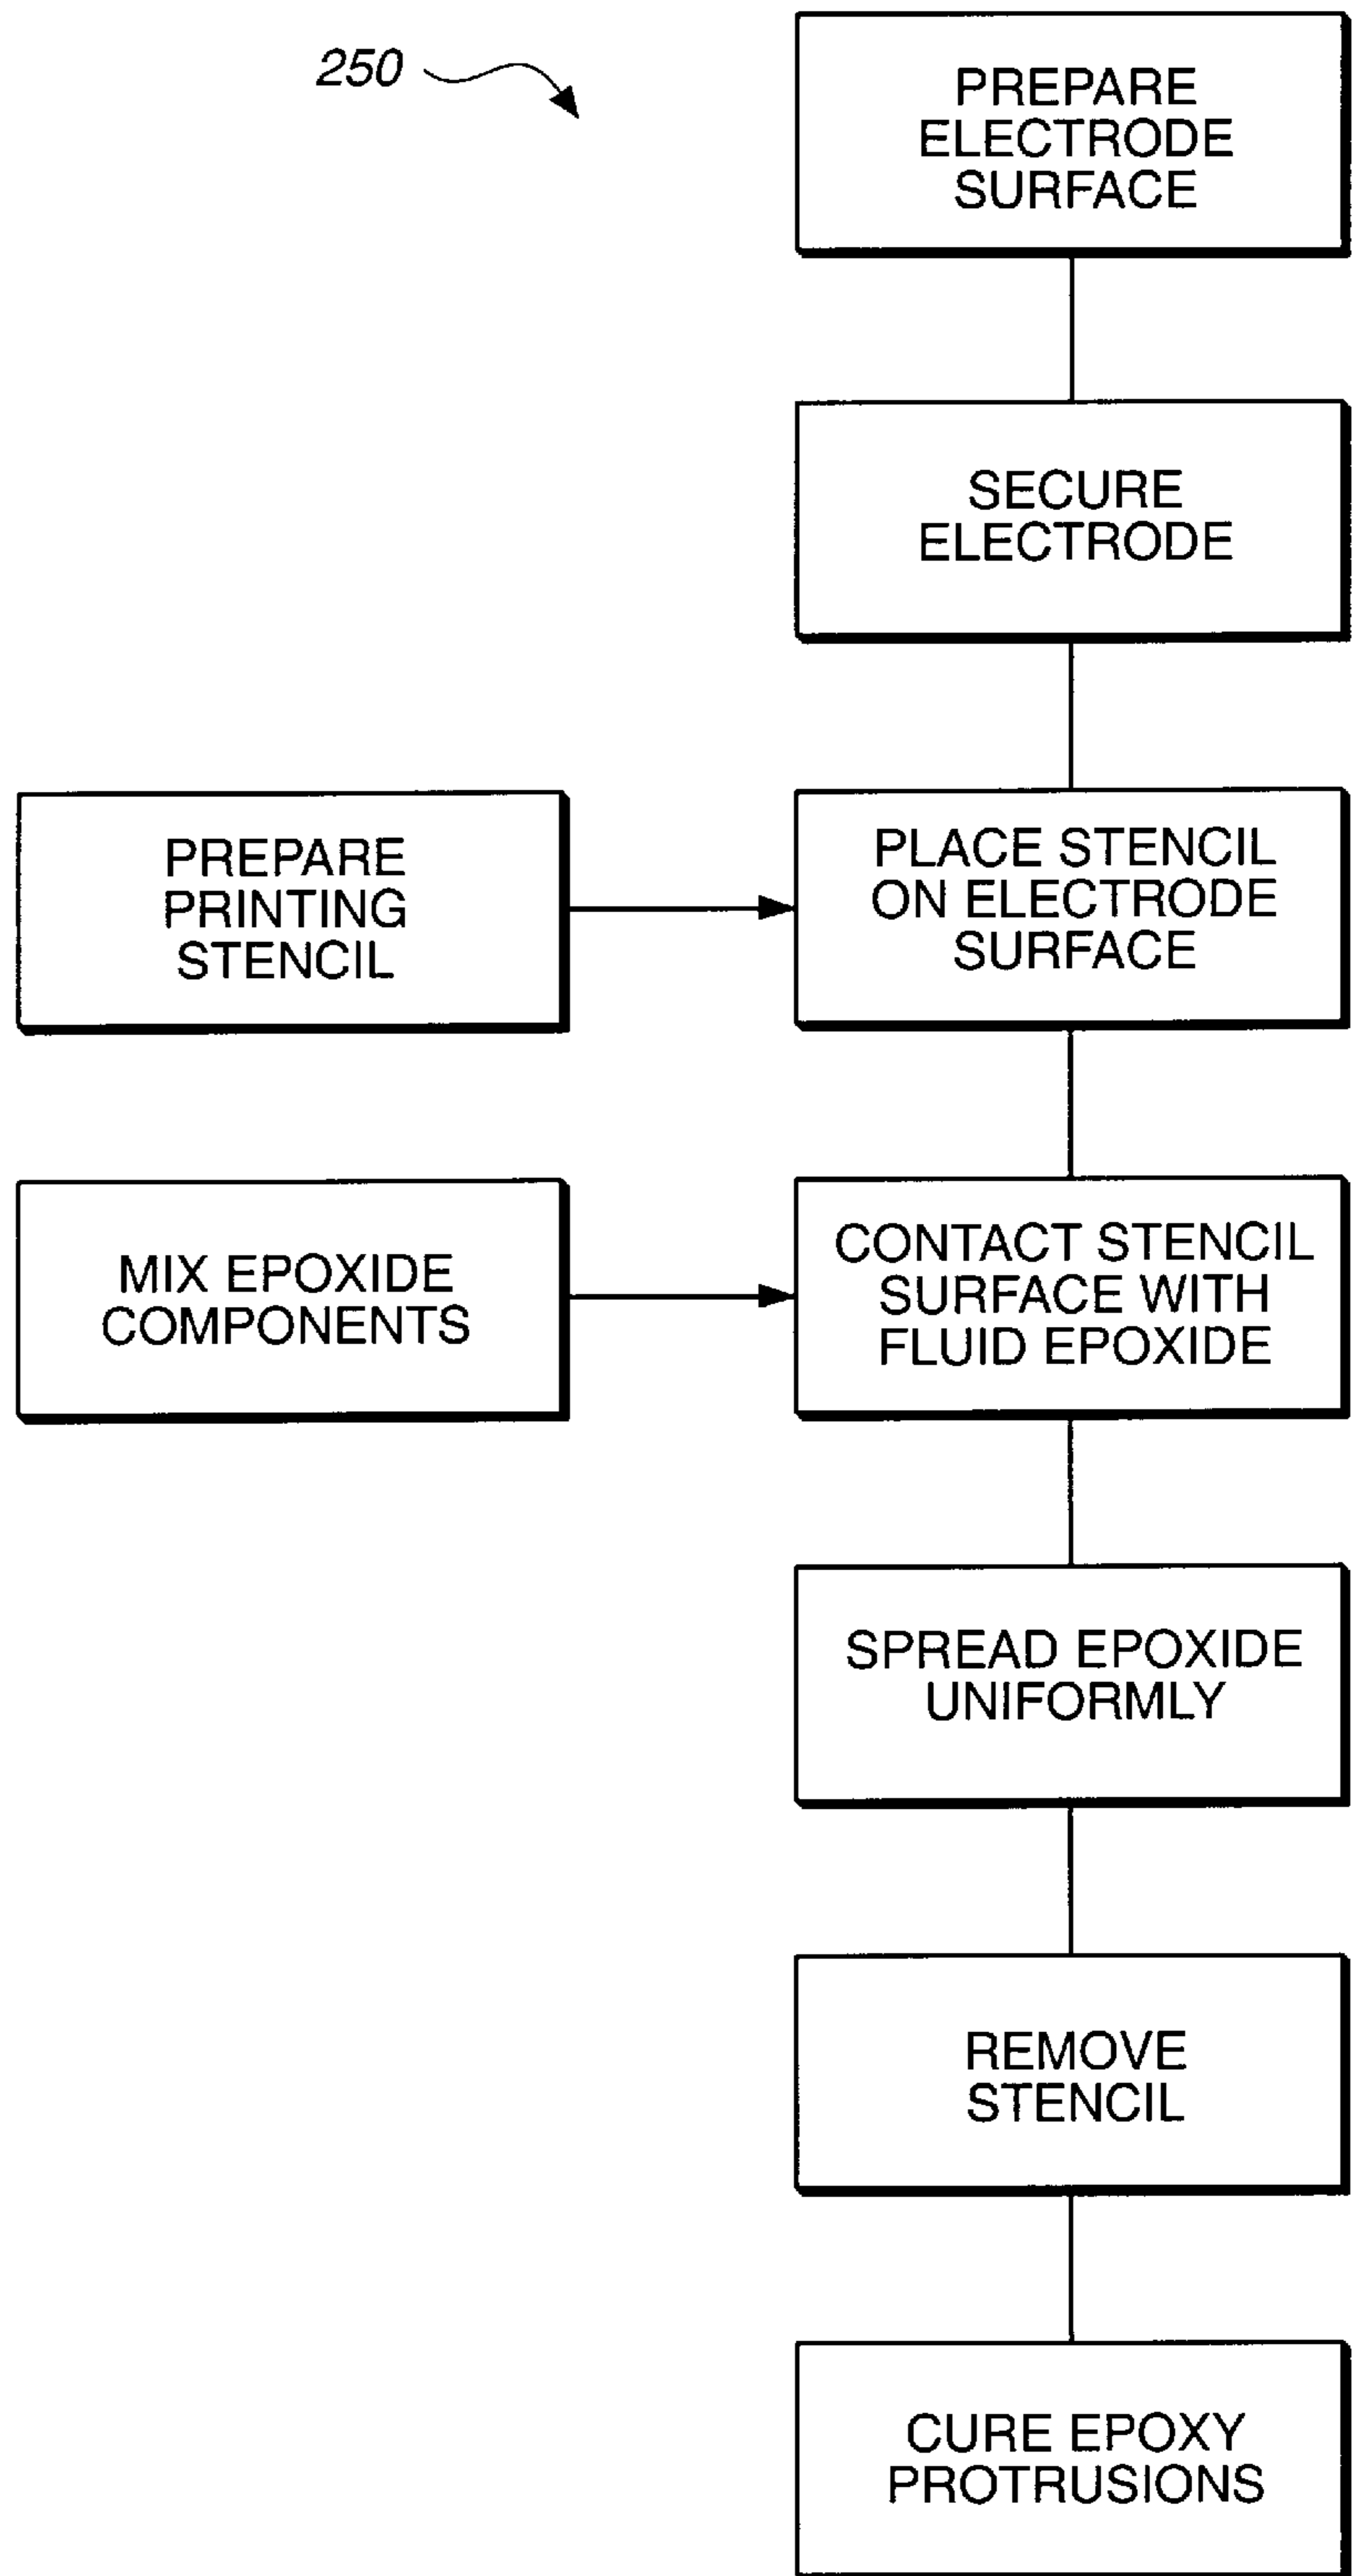 250
PREPARE
ELECTRODE
SURFACE
SECURE
ELECTRODE
PREPARE
PRINTING
STENCIL
PLACE STENCIL
ON ELECTRODE
SURFACE
MIX EPOXIDE
COMPONENTS
CONTACT STENCIL
SURFACE WITH
FLUID EPOXIDE
SPREAD EPOXIDE
UNIFORMLY
REMOVE
STENCIL
CURE EPOXY
PROTRUSIONS